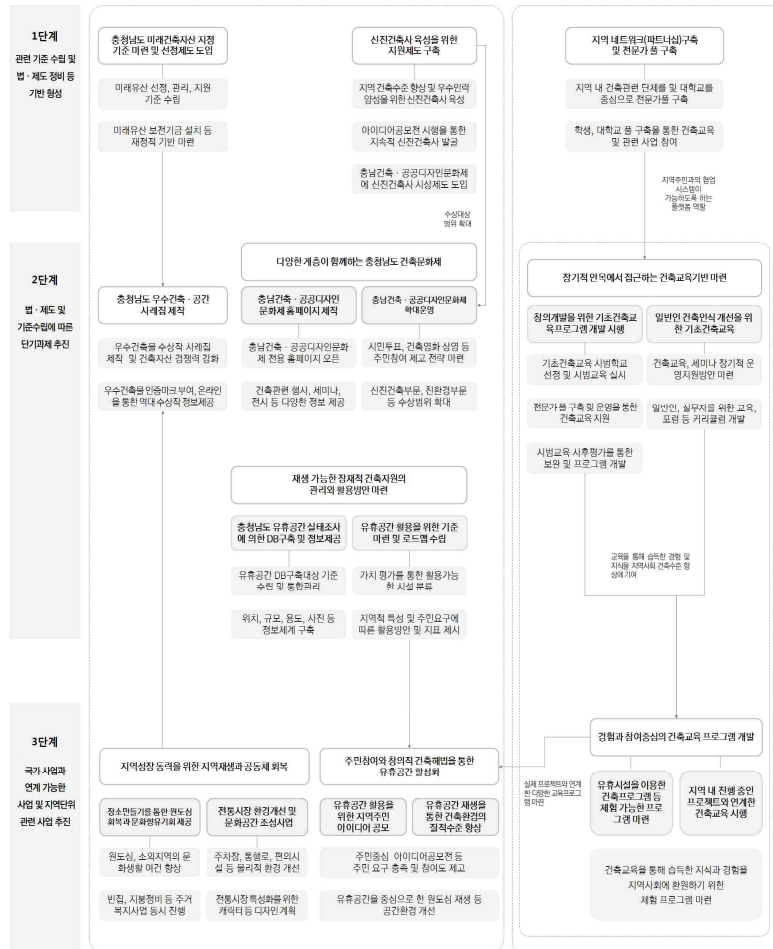 1단계
관련 기준 수립 및
법·제도 정비 등
기반 형성
충청남도 미래건축자산 지정
기준 마련 및 선정제도 도입
미래유산 선정, 관리, 지원
기준 수립
미래유산 보전기금 설치 등
재정적 기반 마련
신진건축사 육성을 위한
지원제도 구축
지역 건축수준 향상 및 우수인력
양성을 위한 신진건축사 육성
아이디어공모전 시행을 통한
지속적 신진건축사 발굴
충남건축·공공디자인문화제
에 신진건축사 시상제도 도입
수상대상
범위 확대
지역 네트워크(파트너십)구축
및 전문가 풀 구축
지역 내 건축관련 단체를 및 대학교를
중심으로 전문가풀 구축
학생, 대학교 풀 구축을 통한 건축교육
및 관련 사업 참여
지역주민과의 협업
시스템이
가능하도록 하는
플랫폼 역할
2단계
법·제도 및
기준수립에 따른
단기과제 추진
다양한 계층이 함께하는 충청남도 건축문화제
충청남도 우수건축·공간
사례집 제작
우수건축물 수상작 사례집
제작 및 건축자산 경쟁력 강화
우수건축물 인증마크 부여, 온라인
을 통한 역대 수상작 정보제공
충남건축·공공디자인
문화제 홈페이지 제작
충남건축·공공디자인문화
제 전용 홈페이지 오픈
건축관련 행사, 세미나,
전시 등 다양한 정보 제공
충남건축·공공디자인문화제
확대운영
시민투표, 건축영화 상영 등
주민참여 제고 전략 마련
신진건축부문, 친환경부문
등 수상범위 확대
장기적 안목에서 접근하는 건축교육기반 마련
창의개발을 위한 기초건축교
육프로그램 개발 시행
기초건축교육 시범학교
선정 및 시범교육 실시
전문가 풀 구축 및 운영을 통한
건축교육 지원
시범교육 사후평가를 통한
보완 및 프로그램 개발
일반인 건축인식 개선을 위
한 기초건축교육
건축교육, 세미나 장기적 운
영지원방안 마련
일반인, 실무자를 위한 교육,
포럼 등 커리큘럼 개발
재생 가능한 잠재적 건축자원의
관리와 활용방안 마련
충청남도 유휴공간 실태조사
에 의한 DB구축 및 정보제공
유휴공간 DB구축대상 기준
수립 및 통합관리
위치, 규모, 용도, 사진 등
정보체계 구축
유휴공간 활용을 위한 기준
마련 및 로드맵 수립
가치 평가를 통한 활용가능
한 시설 분류
지역적 특성 및 주민요구에
따른 활용방안 및 지표 제시
교육을 통해 습득한 경험 및
지식을 지역사회 건축수준 향
상에 기여
3단계
국가 사업과
연계 가능한
사업 및 지역단위
관련 사업 추진
지역성장 동력을 위한 지역재생과 공동체 회복
장소만들기를 통한 원도심
회복과 문화향유기회 제공
원도심, 소외지역의 문
화생활 여건 향상
빈집, 지붕정비 등 주거
복지사업 동시 진행
전통시장 환경개선 및
문화공간 조성사업
주차장, 통행로, 편의시
설 등 물리적 환경 개선
전통시장 특성화를 위한
캐릭터 등 디자인 계획
주민참여와 창의적 건축해법을 통한
유휴공간 활성화
유휴공간 활용을
위한 지역주민
아이디어 공모
유휴공간 재생을
통한 건축환경의
질적수준 향상
주민중심 아이디어공모전 등
주민 요구 충족 및 참여도 제고
유휴공간을 중심으로 한 원도심 재생 등
공간환경 개선
실제 프로젝트와 연계
한 다양한 교육프로그
램 마련
경험과 참여중심의 건축교육 프로그램 개발
유휴시설을 이용한
건축프로그램 등
체험 가능한 프로
그램 마련
지역 내 진행 중인
프로젝트와 연계한
건축교육 시행
건축교육을 통해 습득한 지식과 경험을
지역사회에 환원하기 위한
체험 프로그램 마련